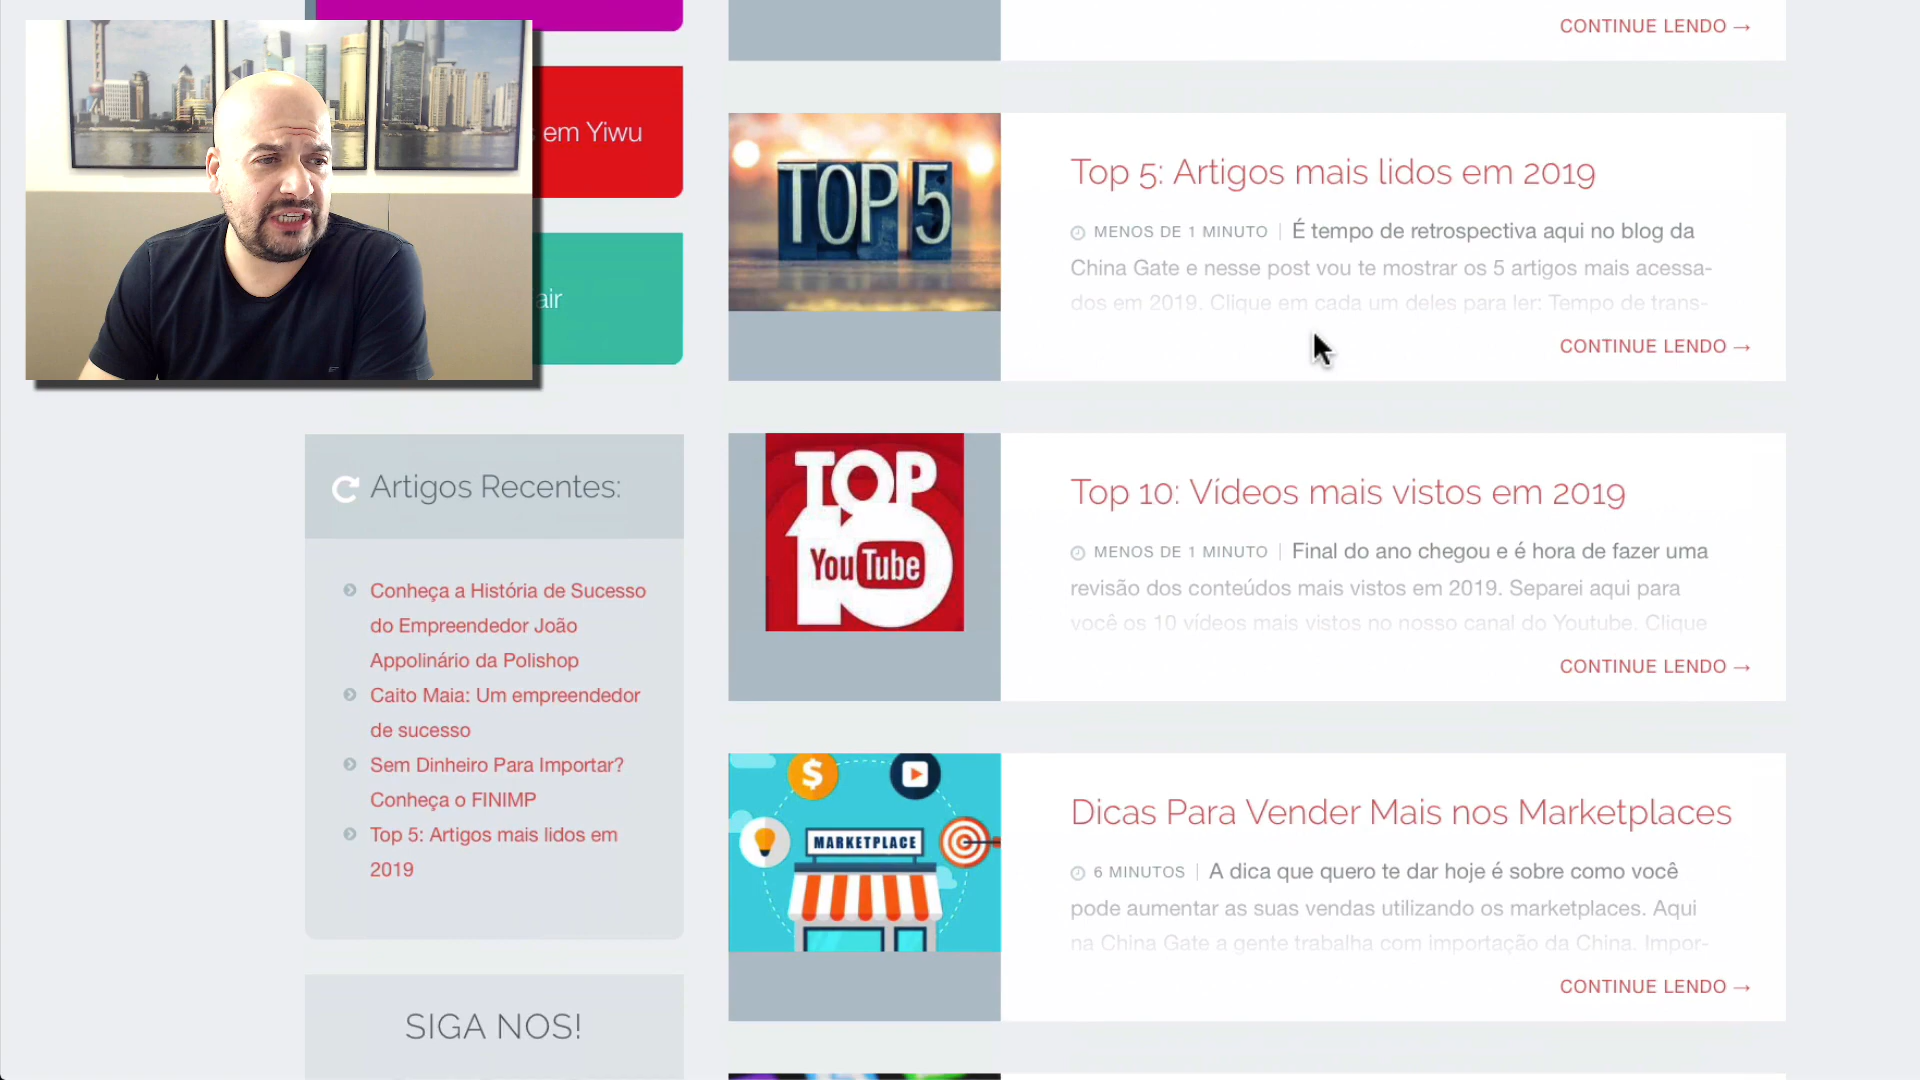 CONTINUE LENDO →
em Yiwu
air
TOP 5
Top 5: Artigos mais lidos em 2019
MENOS DE 1 MINUTO | É tempo de retrospectiva aqui no blog da
China Gate e nesse post vou te mostrar os 5 artigos mais acessa-
dos em 2019. Clique em cada um deles para ler: Tempo de trans-
CONTINUE LENDO →
TOP
10
YouTube
Top 10: Vídeos mais vistos em 2019
MENOS DE 1 MINUTO | Final do ano chegou e é hora de fazer uma
revisão dos conteúdos mais vistos em 2019. Separei aqui para
você os 10 vídeos mais vistos no nosso canal do Youtube. Clique
CONTINUE LENDO →
MARKETPLACE
Dicas Para Vender Mais nos Marketplaces
6 MINUTOS | A dica que quero te dar hoje é sobre como você
pode aumentar as suas vendas utilizando os marketplaces. Aqui
na China Gate a gente trabalha com importação da China. Impor-
CONTINUE LENDO →
Artigos Recentes:
Conheça a História de Sucesso
do Empreendedor João
Appolinário da Polishop
Caito Maia: Um empreendedor
de sucesso
Sem Dinheiro Para Importar?
Conheça o FINIMP
Top 5: Artigos mais lidos em
2019
SIGA NOS!